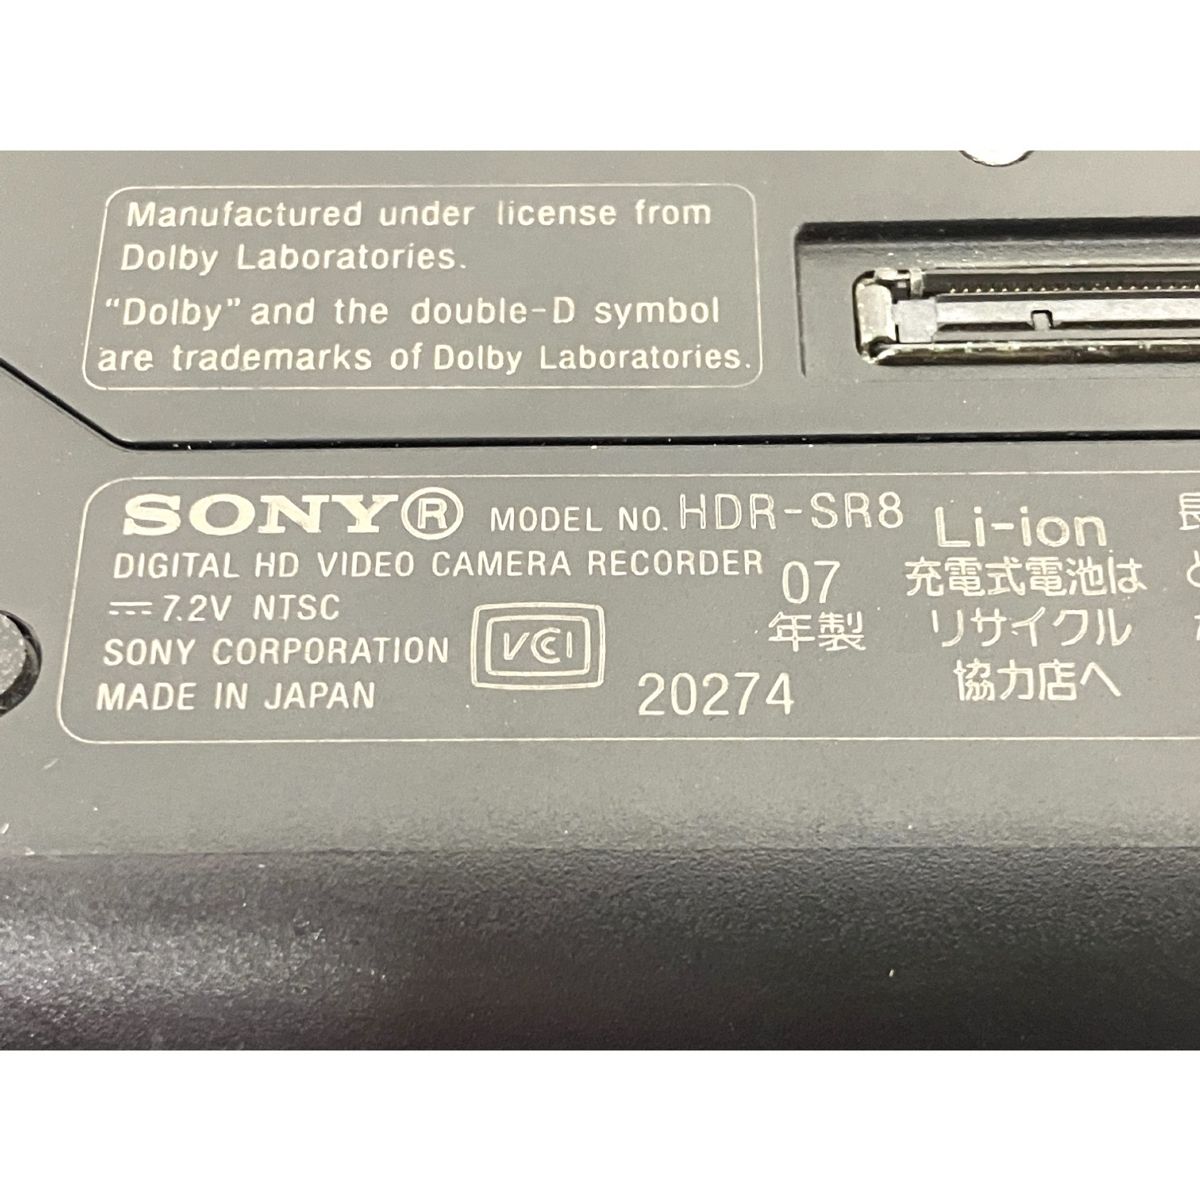 Manufactured under license from
Dolby Laboratories.
"Dolby" and the double-D symbol
are trademarks of Dolby Laboratories.
SONY® MODEL NO. HDR-SR8
DIGITAL HD VIDEO CAMERA RECORDER
7.2V NTSC
SONY CORPORATION
MADE IN JAPAN
VCI
07
年製
20274
Li-ion
充電式電池は
リサイクル
協力店へ
長
と